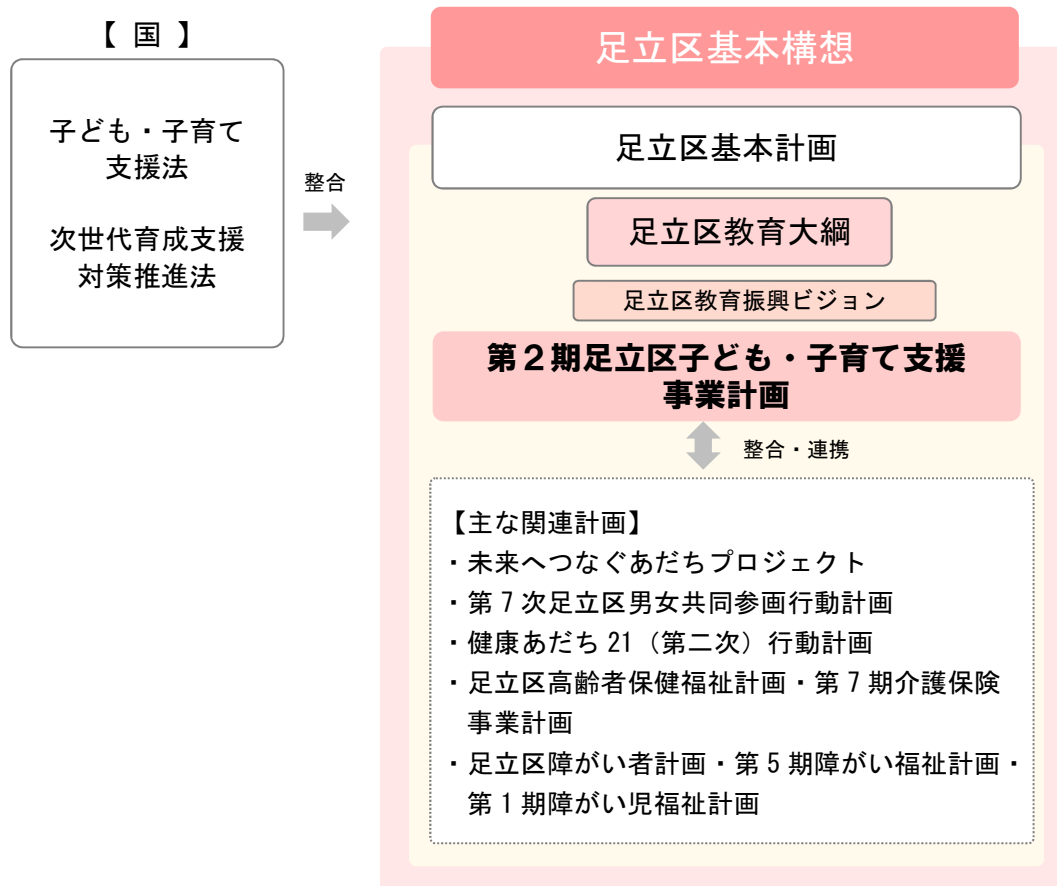 【 国 】
子ども・子育て
支援法
次世代育成支援
対策推進法
整合
足立区基本構想
足立区基本計画
足立区教育大綱
足立区教育振興ビジョン
第２期足立区子ども・子育て支援
事業計画
整合・連携
【主な関連計画】
・未来へつなぐあだちプロジェクト
・第７次足立区男女共同参画行動計画
・健康あだち 21（第二次）行動計画
・足立区高齢者保健福祉計画・第７期介護保険
事業計画
・足立区障がい者計画・第５期障がい福祉計画・
第１期障がい児福祉計画